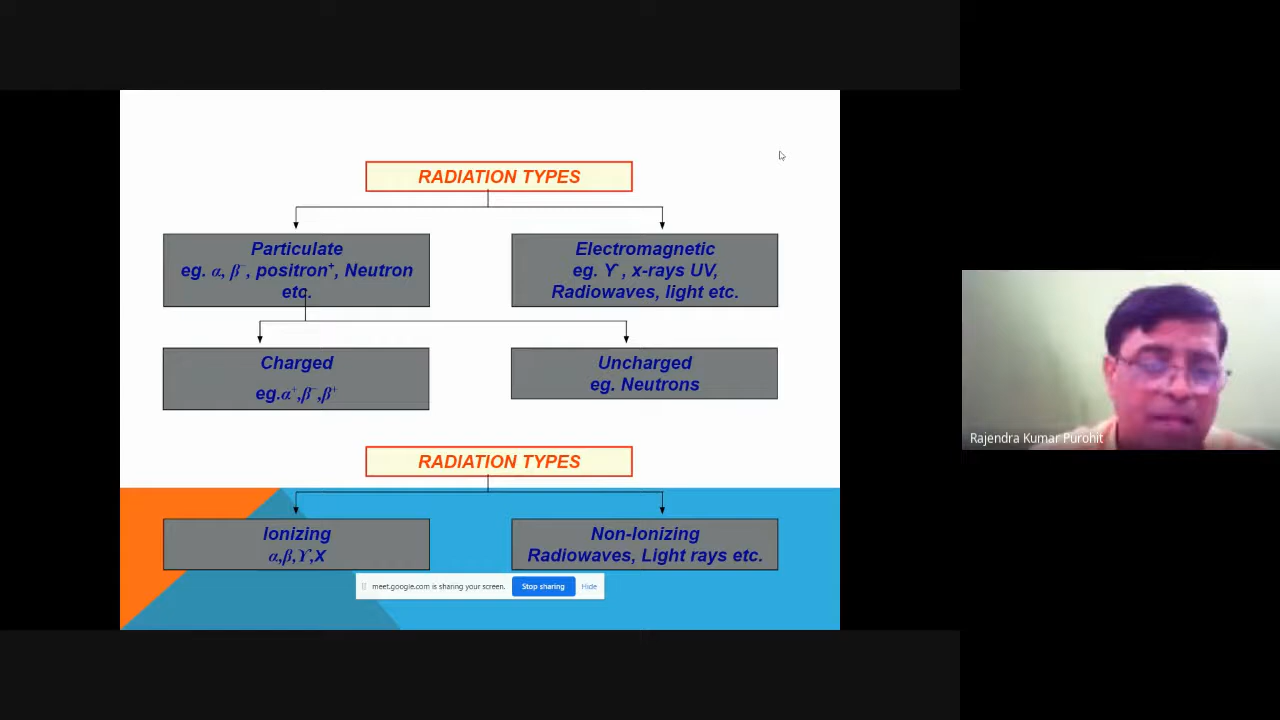 RADIATION TYPES
Particulate
eg. α, β⁻, positron⁺, Neutron
etc.
Electromagnetic
eg. ϒ, x-rays UV,
Radiowaves, light etc.
Charged
eg.α⁺,β⁻,β⁺
Uncharged
eg. Neutrons
RADIATION TYPES
Ionizing
α,β,ϒ,X
Non-Ionizing
Radiowaves, Light rays etc.
meet.google.com is sharing your screen. Stop sharing Hide
Rajendra Kumar Purohit